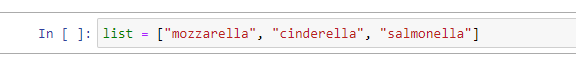 In [ ]: list = ["mozzarella", "cinderella", "salmonella"]